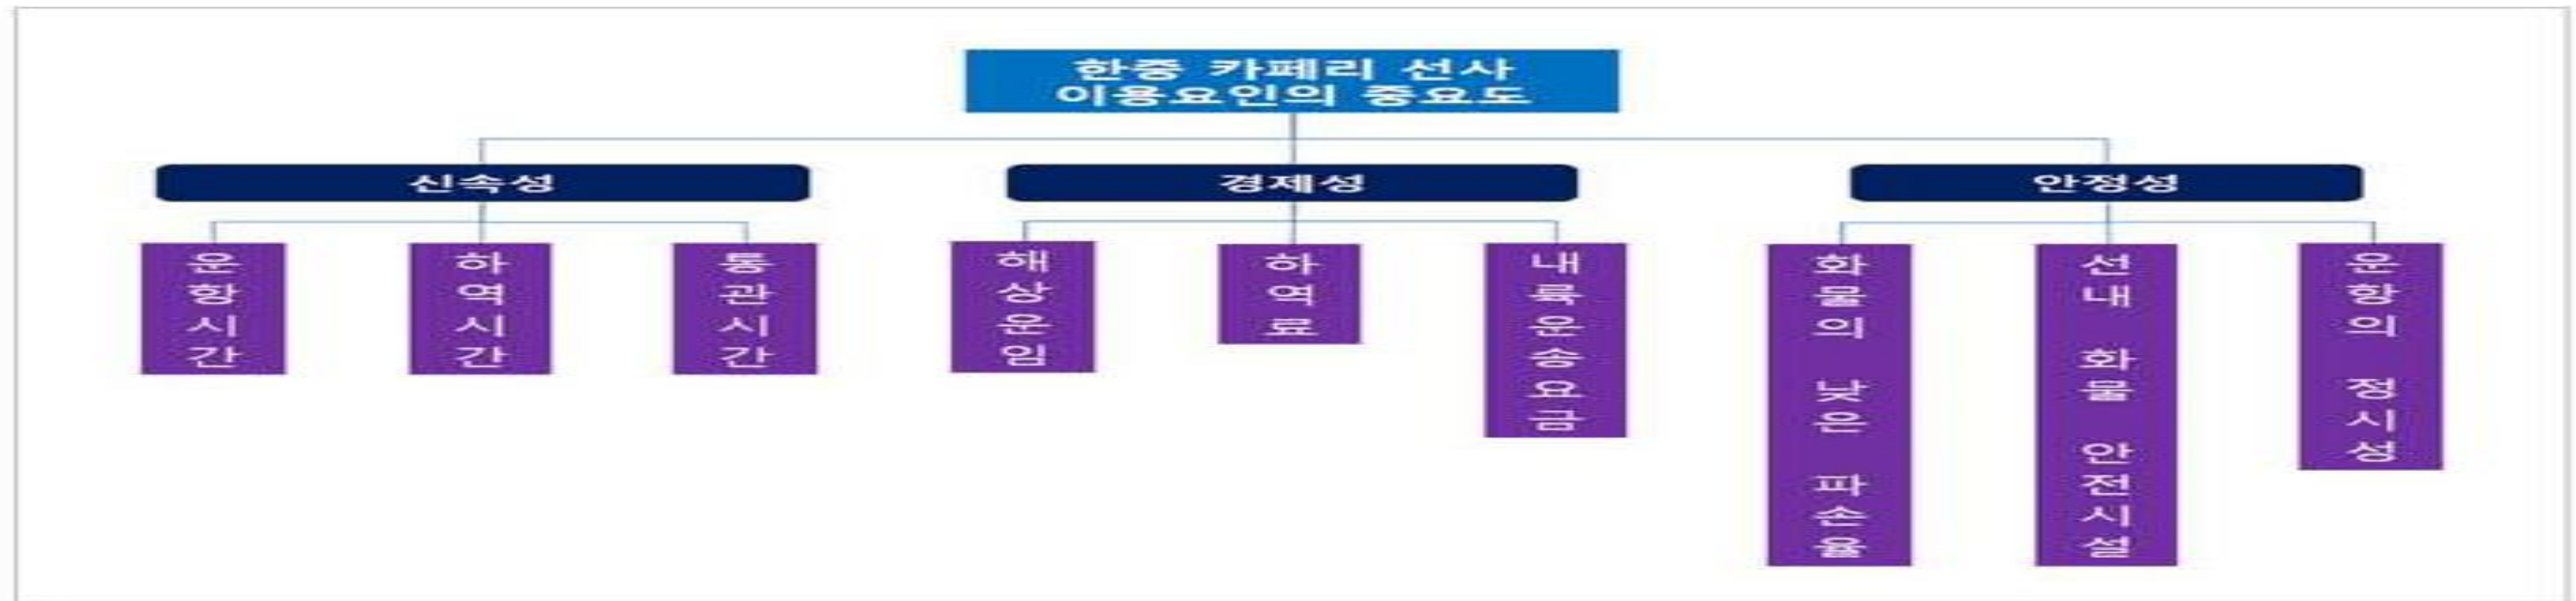 한중 카페리 선사
이용요인의 중요도
신속성
경제성
안정성
운항시간
하역시간
통관시간
해상운임
하역료
내륙운송요금
화물의 낮은 파손율
선내 화물 안전시설
운항의 정시성